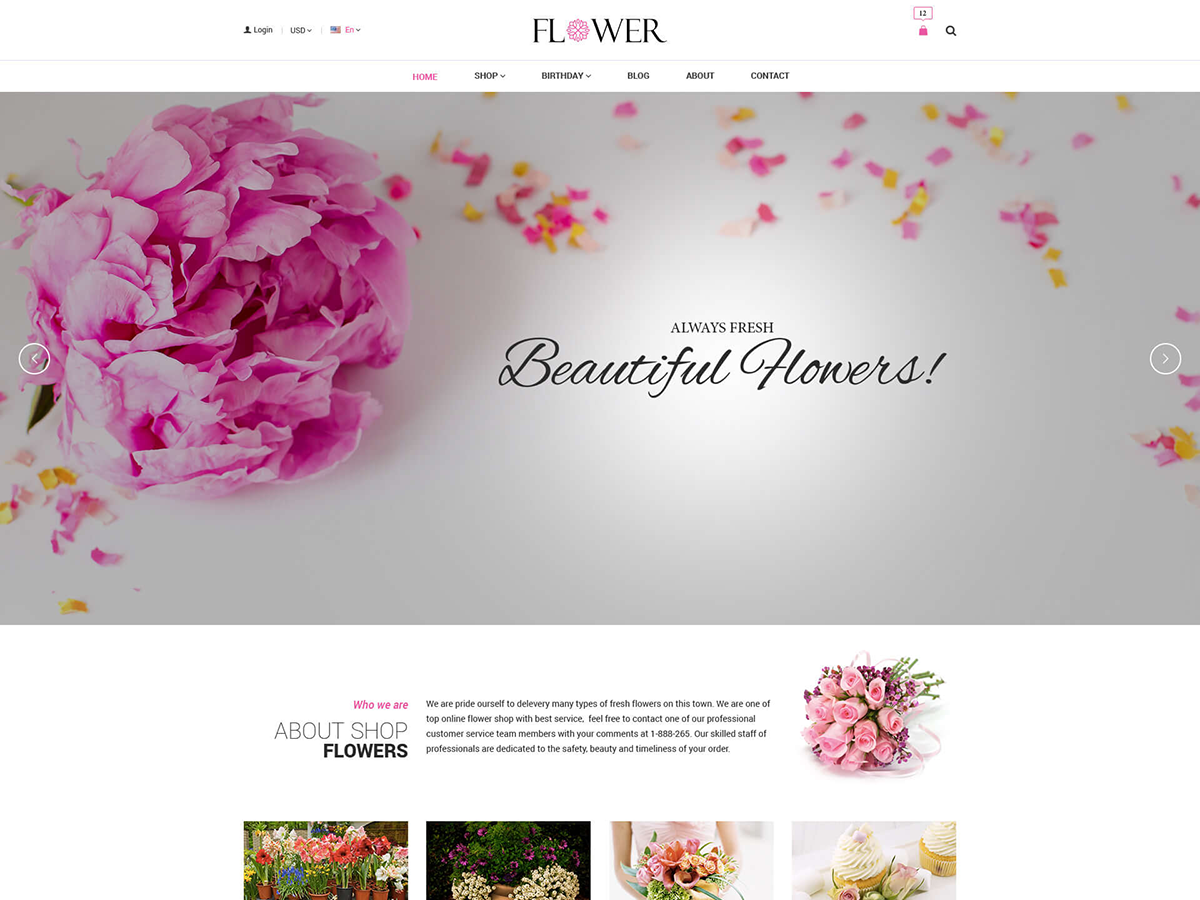 Login
USD
En
FLOWER
12
HOME
SHOP
BIRTHDAY
BLOG
ABOUT
CONTACT
ALWAYS FRESH
Beautiful Flowers!
Who we are
ABOUT SHOP
FLOWERS
We are pride ourself to delevery many types of fresh flowers on this town. We are one of
top online flower shop with best service, feel free to contact one of our professional
customer service team members with your comments at 1-888-265. Our skilled staff of
professionals are dedicated to the safety, beauty and timeliness of your order.